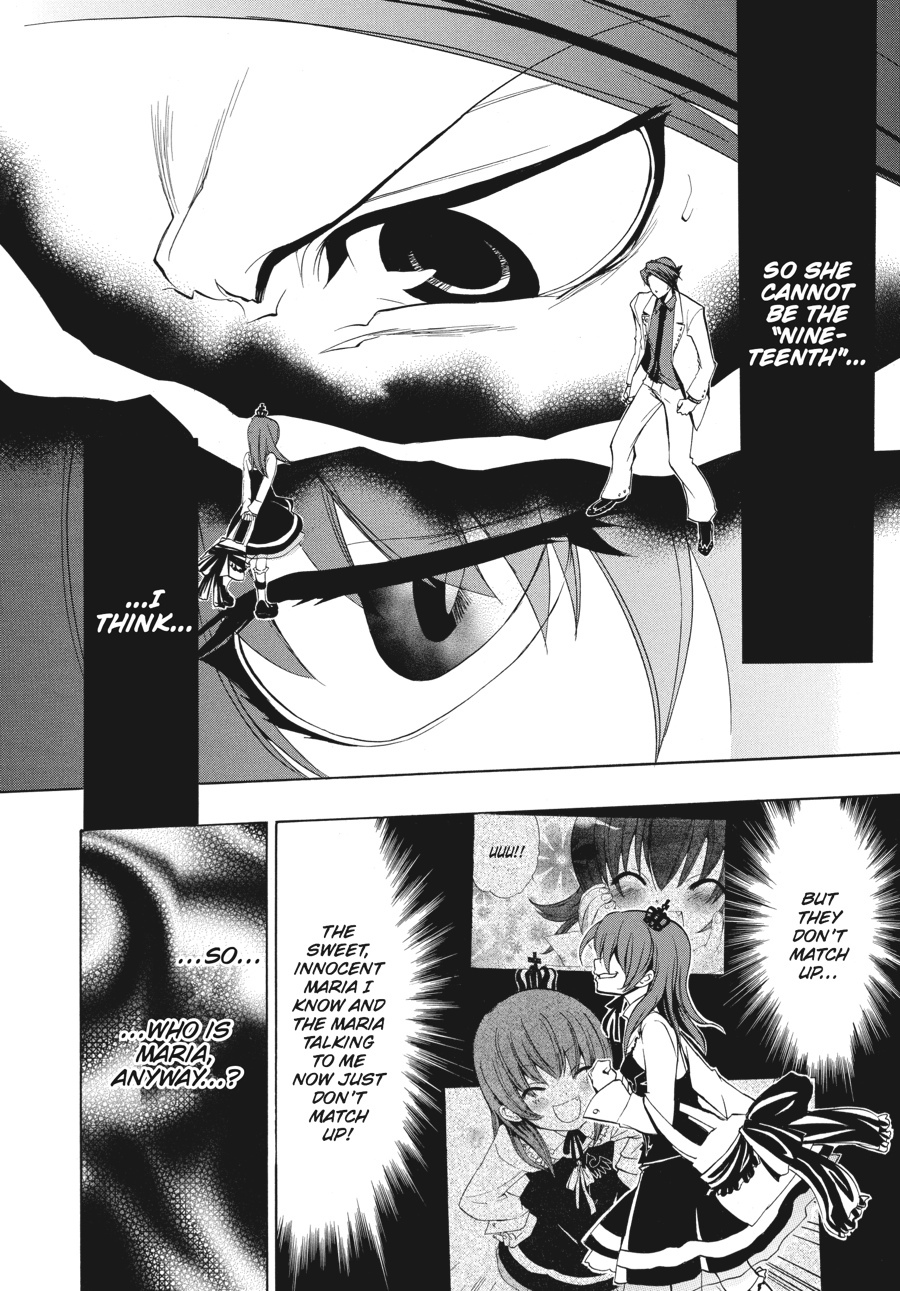 SO SHE
CANNOT
BE THE
"NINE-
TEENTH"...
...I
THINK...
BUT
THEY
DON'T
MATCH
UP...
UUU!!
THE
SWEET,
INNOCENT
MARIA I
KNOW AND
THE MARIA
TALKING
TO ME
NOW JUST
DON'T
MATCH
UP!
...SO...
...WHO IS
MARIA,
ANYWAY...?